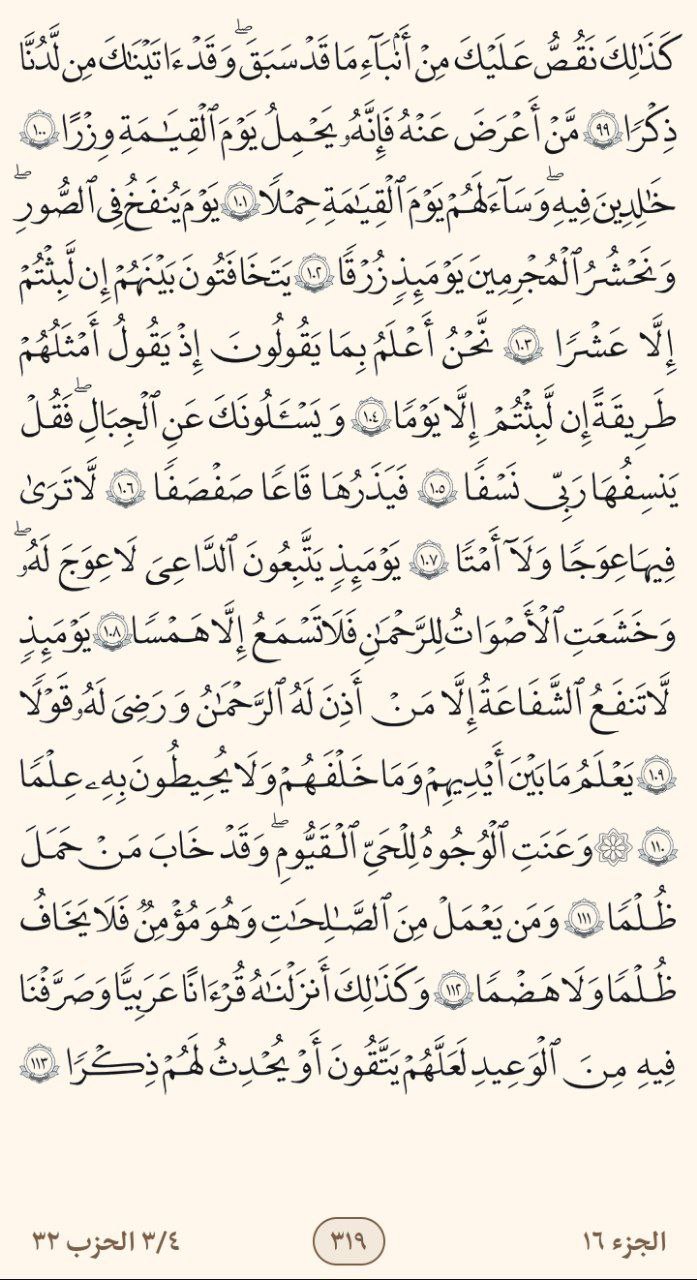 كَذَٰلِكَ نَقُصُّ عَلَيْكَ مِنْ أَنۢبَآءِ مَا قَدْ سَبَقَۚ وَقَدْ ءَاتَيْنَٰكَ مِن لَّدُنَّا
ذِكْرًا ٩٩ مَّنْ أَعْرَضَ عَنْهُ فَإِنَّهُۥ يَحْمِلُ يَوْمَ ٱلْقِيَٰمَةِ وِزْرًا ١٠٠
خَٰلِدِينَ فِيهِۖ وَسَآءَ لَهُمْ يَوْمَ ٱلْقِيَٰمَةِ حِمْلًا ١٠١ يَوْمَ يُنفَخُ فِى ٱلصُّورِۖ
وَنَحْشُرُ ٱلْمُجْرِمِينَ يَوْمَئِذٍ زُرْقًا ١٠٢ يَتَخَٰفَتُونَ بَيْنَهُمْ إِن لَّبِثْتُمْ
إِلَّا عَشْرًا ١٠٣ نَّحْنُ أَعْلَمُ بِمَا يَقُولُونَ إِذْ يَقُولُ أَمْثَلُهُمْ
طَرِيقَةً إِن لَّبِثْتُمْ إِلَّا يَوْمًا ١٠٤ وَيَسْـَٔلُونَكَ عَنِ ٱلْجِبَالِۖ فَقُلْ
يَنسِفُهَا رَبِّى نَسْفًا ١٠٥ فَيَذَرُهَا قَاعًا صَفْصَفًا ١٠٦ لَّا تَرَىٰ
فِيهَا عِوَجًا وَلَآ أَمْتًا ١٠٧ يَوْمَئِذٍ يَتَّبِعُونَ ٱلدَّاعِىَ لَا عِوَجَ لَهُۥۖ
وَخَشَعَتِ ٱلْأَصْوَاتُ لِلرَّحْمَٰنِ فَلَا تَسْمَعُ إِلَّا هَمْسًا ١٠٨ يَوْمَئِذٍ
لَّا تَنفَعُ ٱلشَّفَٰعَةُ إِلَّا مَنْ أَذِنَ لَهُ ٱلرَّحْمَٰنُ وَرَضِىَ لَهُۥ قَوْلًا
١٠٩ يَعْلَمُ مَا بَيْنَ أَيْدِيهِمْ وَمَا خَلْفَهُمْ وَلَا يُحِيطُونَ بِهِۦ عِلْمًا
١١٠ ۞ وَعَنَتِ ٱلْوُجُوهُ لِلْحَىِّ ٱلْقَيُّومِۖ وَقَدْ خَابَ مَنْ حَمَلَ
ظُلْمًا ١١١ وَمَن يَعْمَلْ مِنَ ٱلصَّٰلِحَٰتِ وَهُوَ مُؤْمِنٌ فَلَا يَخَافُ
ظُلْمًا وَلَا هَضْمًا ١١٢ وَكَذَٰلِكَ أَنزَلْنَٰهُ قُرْءَانًا عَرَبِيًّا وَصَرَّفْنَا
فِيهِ مِنَ ٱلْوَعِيدِ لَعَلَّهُمْ يَتَّقُونَ أَوْ يُحْدِثُ لَهُمْ ذِكْرًا ١١٣
الجزء ١٦ ٣١٩ ٣/٤ الحزب ٣٢